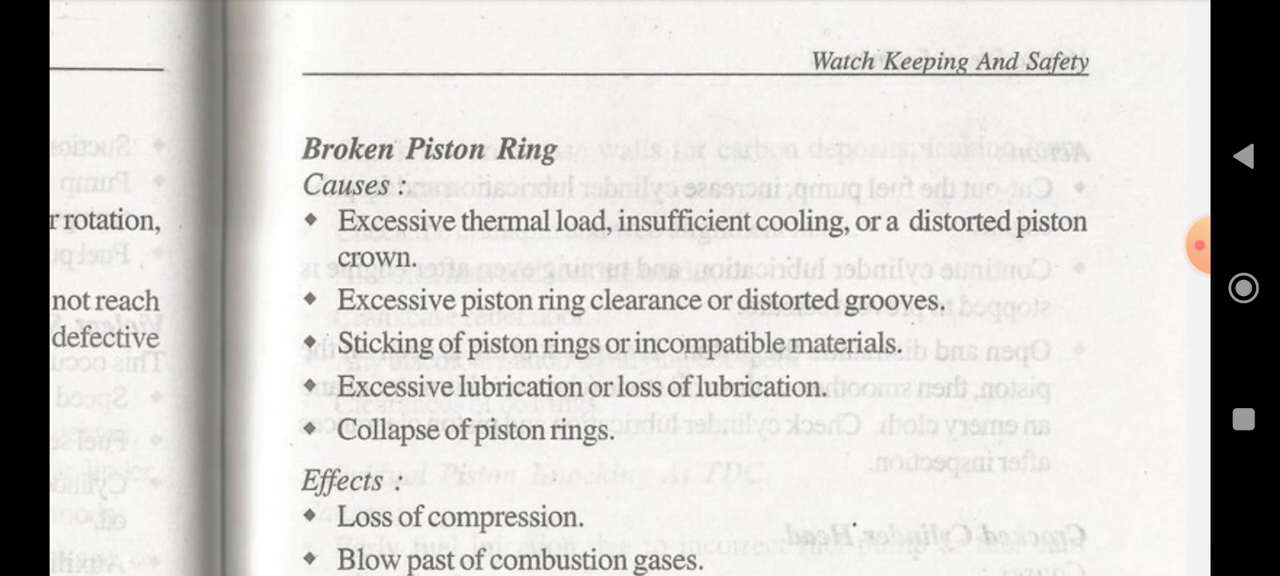 Watch Keeping And Safety
r rotation,
not reach
defective
Broken Piston Ring
Causes :
Excessive thermal load, insufficient cooling, or a distorted piston
crown.
Excessive piston ring clearance or distorted grooves.
Sticking of piston rings or incompatible materials.
Excessive lubrication or loss of lubrication.
Collapse of piston rings.
Effects :
Loss of compression.
Blow past of combustion gases.